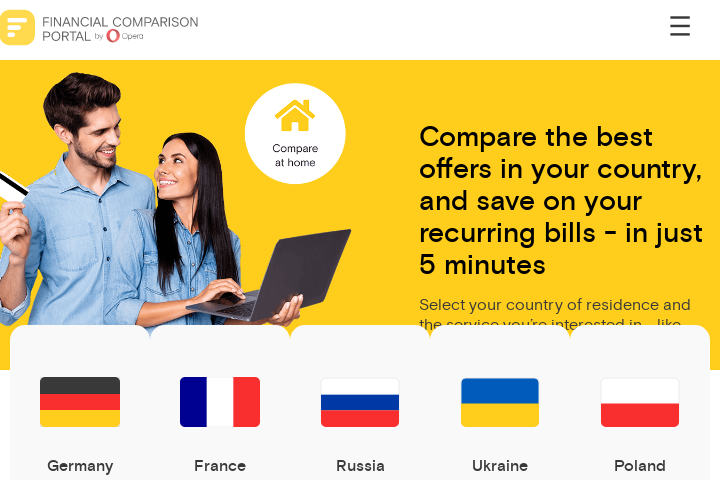 FINANCIAL COMPARISON
PORTAL by Opera
Compare
at home
Compare the best
offers in your country,
and save on your
recurring bills - in just
5 minutes
Select your country of residence and
the service you're interested in - like
Germany
France
Russia
Ukraine
Poland